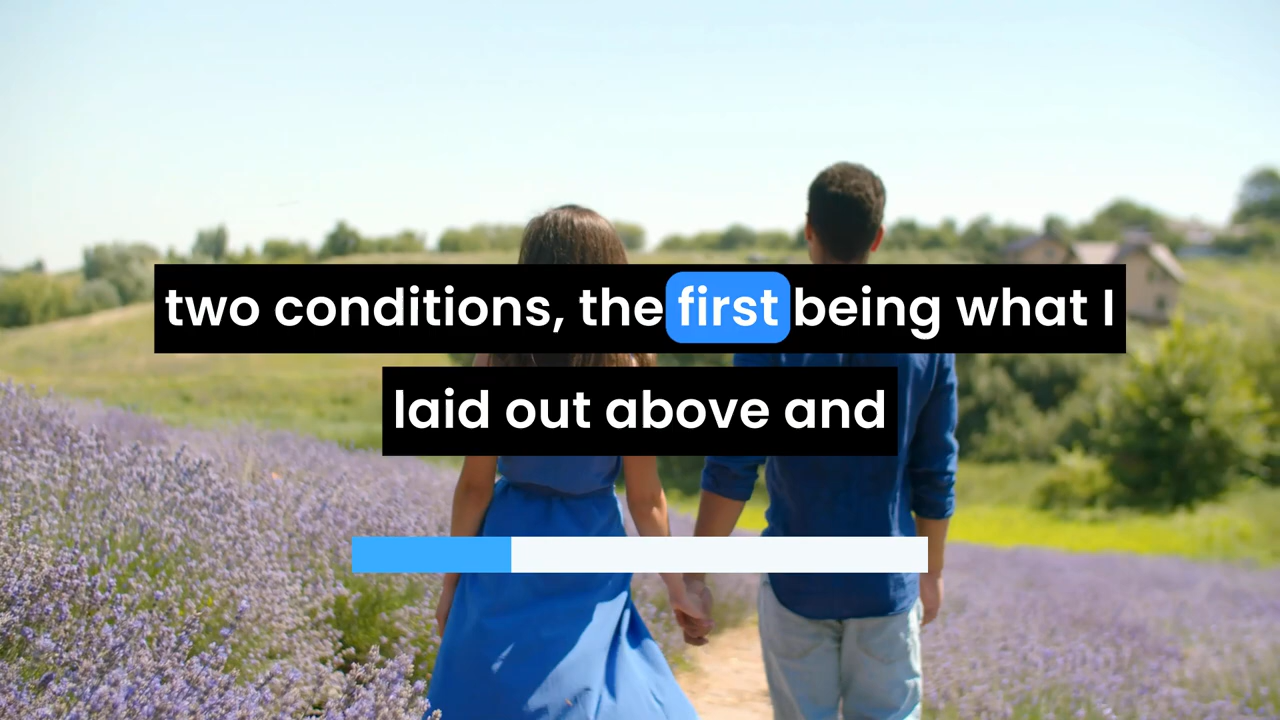 two conditions, the first being what I
laid out above and